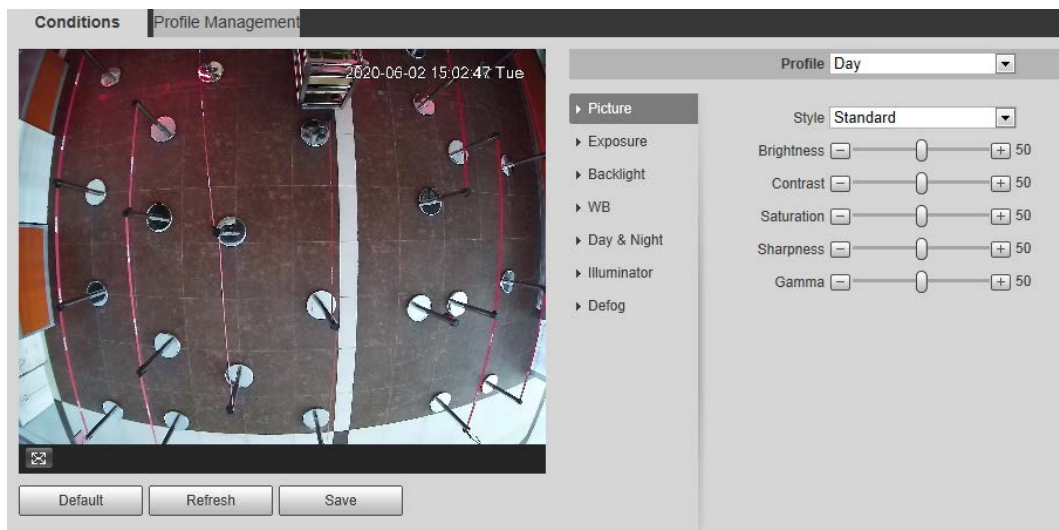 Conditions
Profile Management
2020-06-02 15:02:47 Tue
Profile Day
Picture
Exposure
Backlight
WB
Day & Night
Illuminator
Defog
Style Standard
Brightness 50
Contrast 50
Saturation 50
Sharpness 50
Gamma 50
Default
Refresh
Save